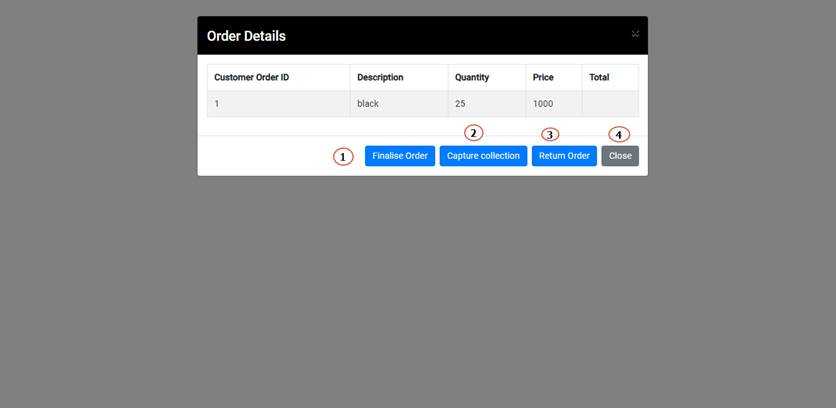 Order Details
Customer Order ID Description Quantity Price Total
1 black 25 1000
2 3 4
1 Finalise Order Capture collection Return Order Close